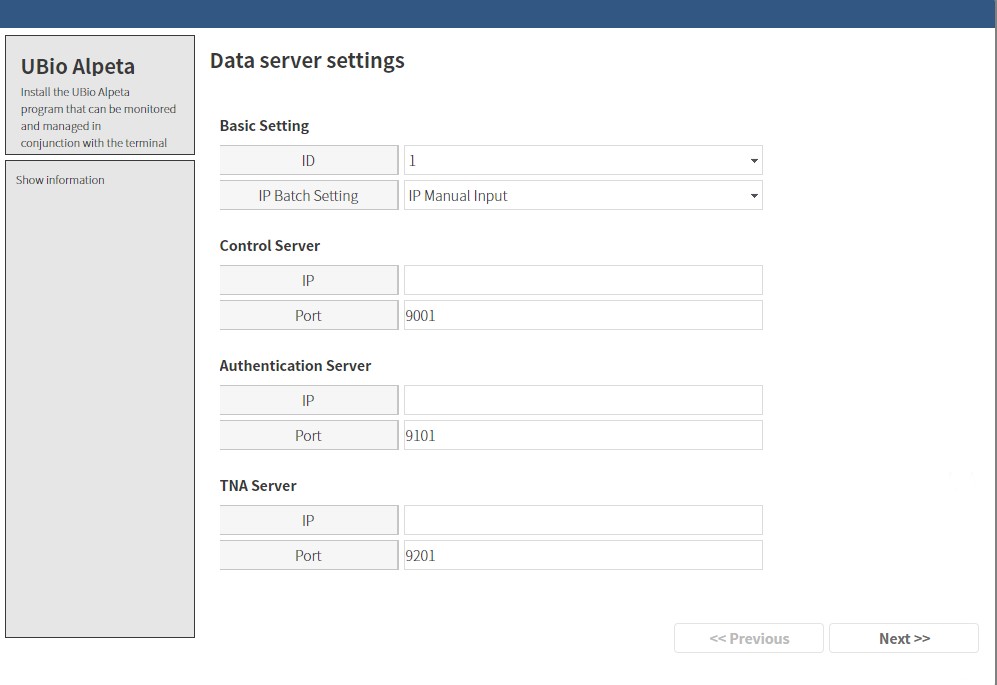 UBio Alpeta
Install the UBio Alpeta
program that can be monitored
and managed in
conjunction with the terminal
Show information
Data server settings
Basic Setting
ID 1
IP Batch Setting IP Manual Input
Control Server
IP
Port 9001
Authentication Server
IP
Port 9101
TNA Server
IP
Port 9201
<< Previous Next >>